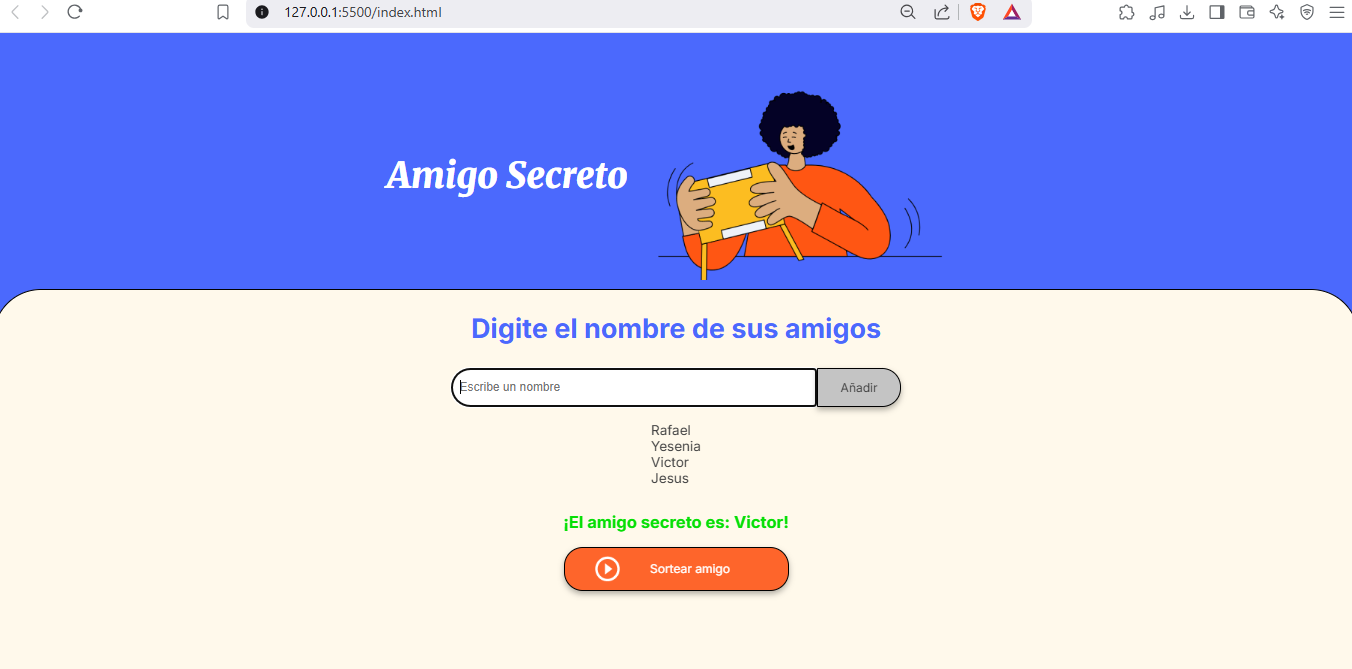 127.0.0.1:5500/index.html
Amigo Secreto
Digite el nombre de sus amigos
Escribe un nombre
Añadir
Rafael
Yesenia
Victor
Jesus
¡El amigo secreto es: Victor!
Sortear amigo